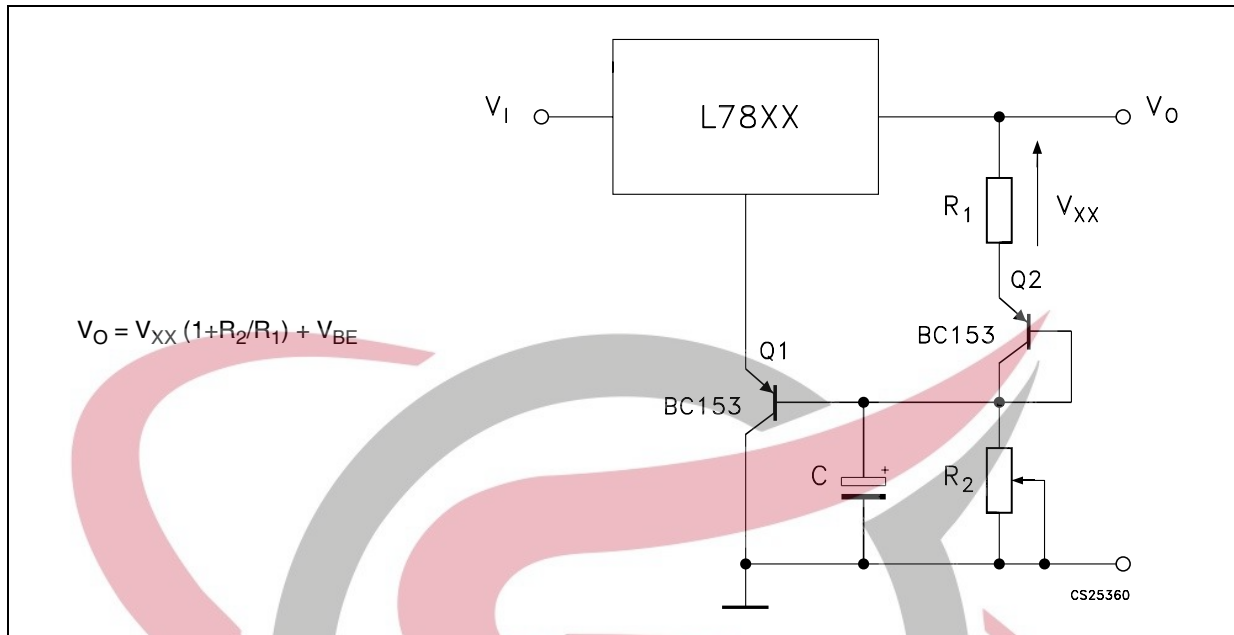 L78XX
V_I
V_O
R_1
V_XX
Q2
BC153
V_O = V_XX (1+R_2/R_1) + V_BE
Q1
BC153
C
+
R_2
CS25360